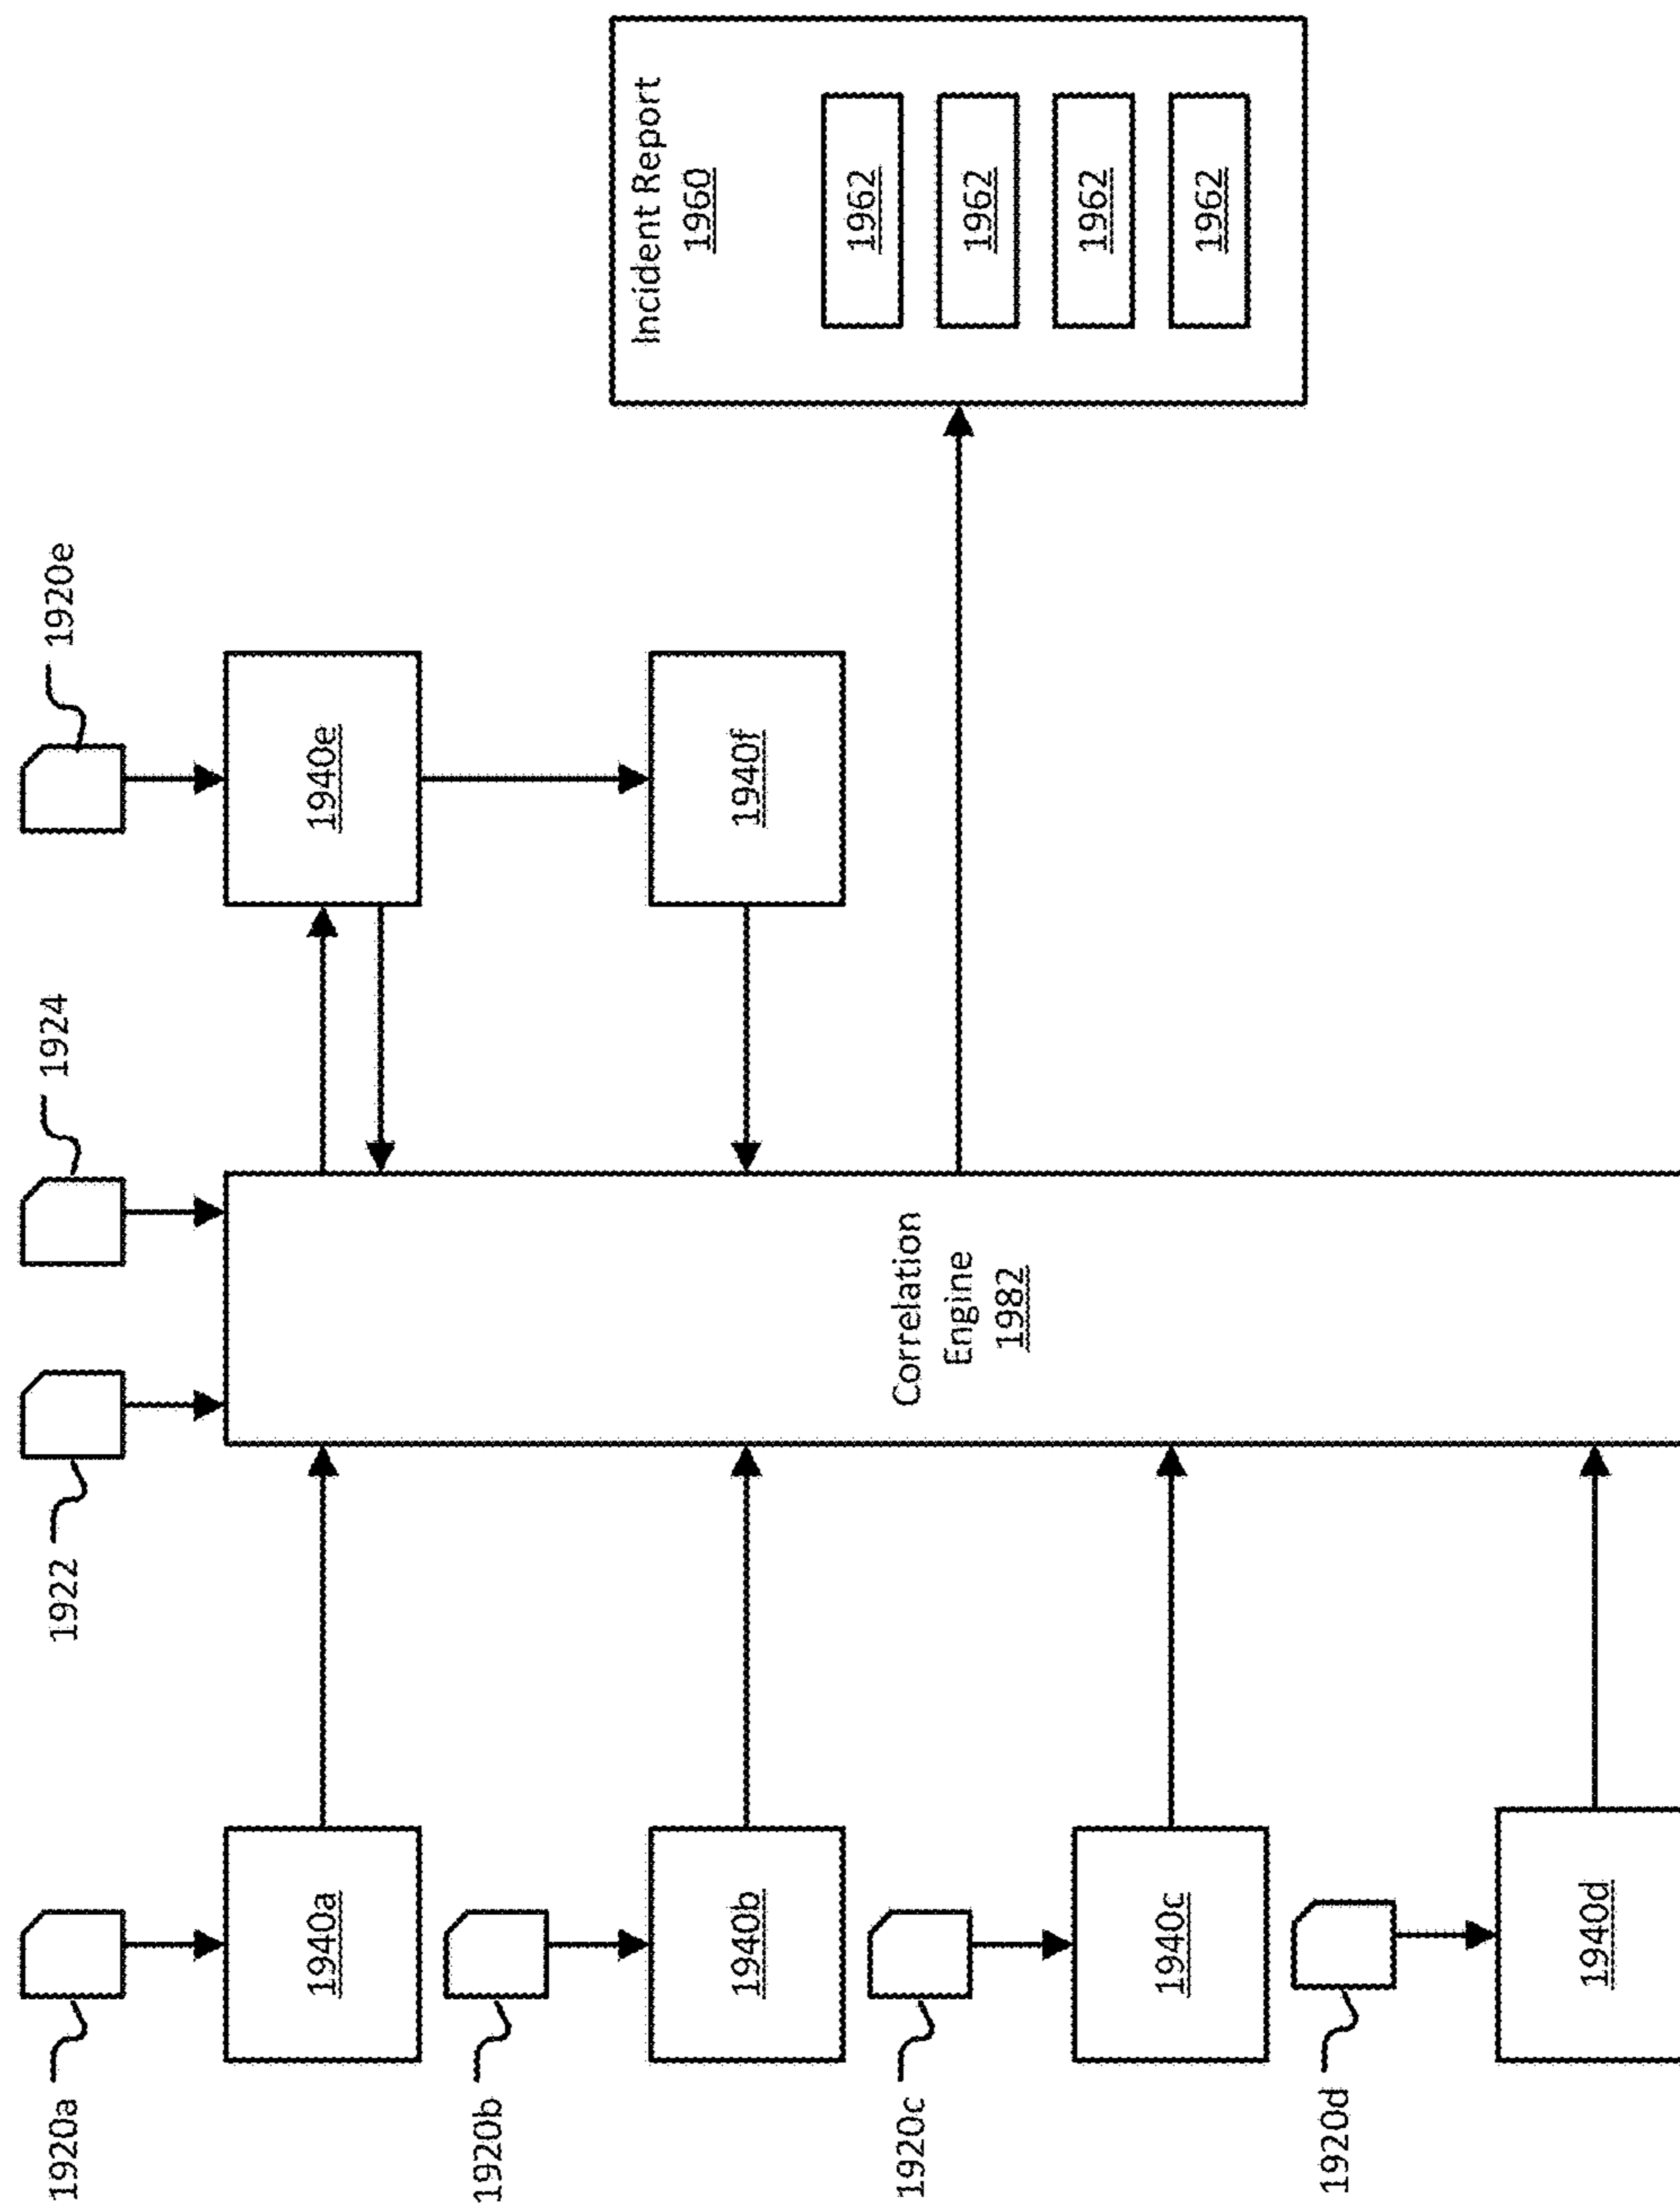 1920a
1922
1924
1920e
1940a
1940e
1920b
1940b
1940f
1920c
1940c
1920d
1940d
Correlation
Engine
1982
Incident Report
1960
1962
1962
1962
1962